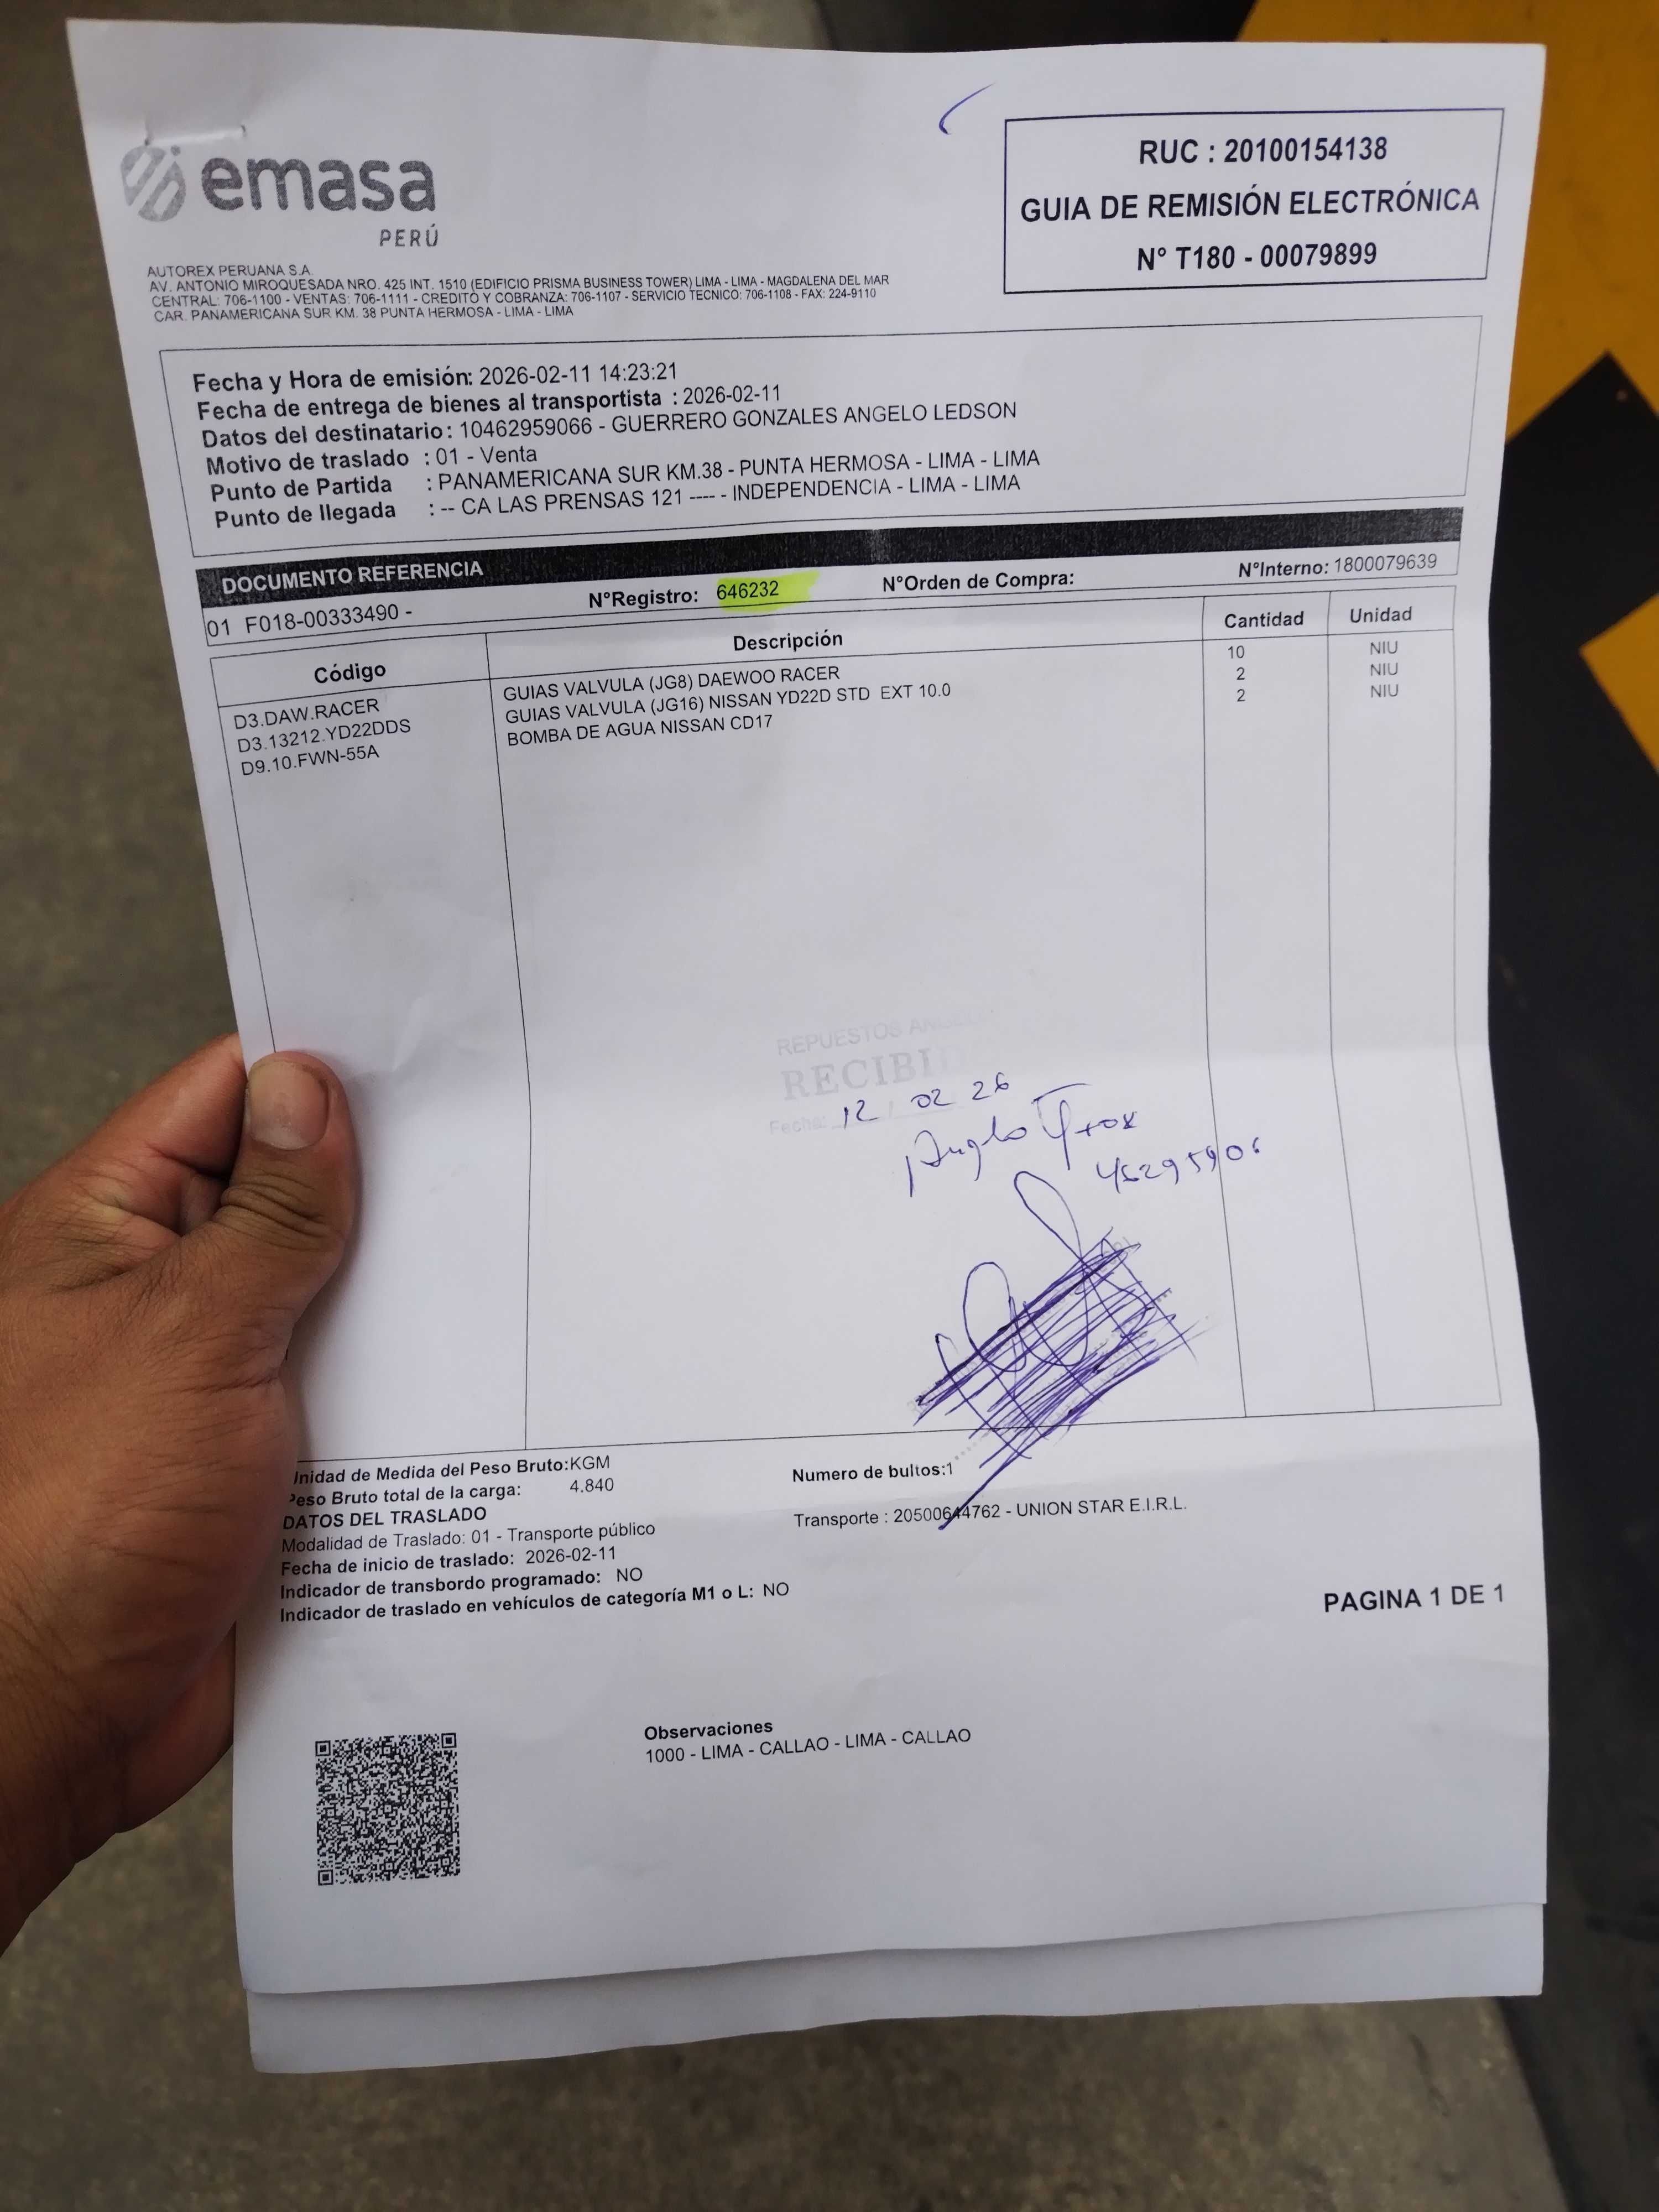 emasa
PERÚ
RUC : 20100154138
GUIA DE REMISIÓN ELECTRÓNICA
N° T180 - 00079899
AUTOREX PERUANA S.A.
AV. ANTONIO MIROQUESADA NRO. 425 INT. 1510 (EDIFICIO PRISMA BUSINESS TOWER) LIMA - LIMA - MAGDALENA DEL MAR
CENTRAL: 706-1100 - VENTAS: 706-1111 - CREDITO Y COBRANZA: 706-1107 - SERVICIO TECNICO: 706-1108 - FAX: 224-9110
CAR. PANAMERICANA SUR KM. 38 PUNTA HERMOSA - LIMA - LIMA
Fecha y Hora de emisión: 2026-02-11 14:23:21
Fecha de entrega de bienes al transportista : 2026-02-11
Datos del destinatario: 10462959066 - GUERRERO GONZALES ANGELO LEDSON
Motivo de traslado : 01 - Venta
Punto de Partida : PANAMERICANA SUR KM.38 - PUNTA HERMOSA - LIMA - LIMA
Punto de llegada : -- CA LAS PRENSAS 121 ---- - INDEPENDENCIA - LIMA - LIMA
DOCUMENTO REFERENCIA
01 F018-00333490 - N°Registro: 646232 N°Orden de Compra: N°Interno: 1800079639
Código Descripción Cantidad Unidad
D3.DAW.RACER GUIAS VALVULA (JG8) DAEWOO RACER 10 NIU
D3.13212.YD22DDS GUIAS VALVULA (JG16) NISSAN YD22D STD EXT 10.0 2 NIU
D9.10.FWN-55A BOMBA DE AGUA NISSAN CD17 2 NIU
REPUESTOS
RECIBI
Fecha: 12 02 26
Angelo
Unidad de Medida del Peso Bruto: KGM
Peso Bruto total de la carga: 4.840
Numero de bultos:1
DATOS DEL TRASLADO
Modalidad de Traslado: 01 - Transporte público
Transporte : 20500644762 - UNION STAR E.I.R.L.
Fecha de inicio de traslado: 2026-02-11
Indicador de transbordo programado: NO
Indicador de traslado en vehículos de categoría M1 o L: NO
PAGINA 1 DE 1
Observaciones
1000 - LIMA - CALLAO - LIMA - CALLAO